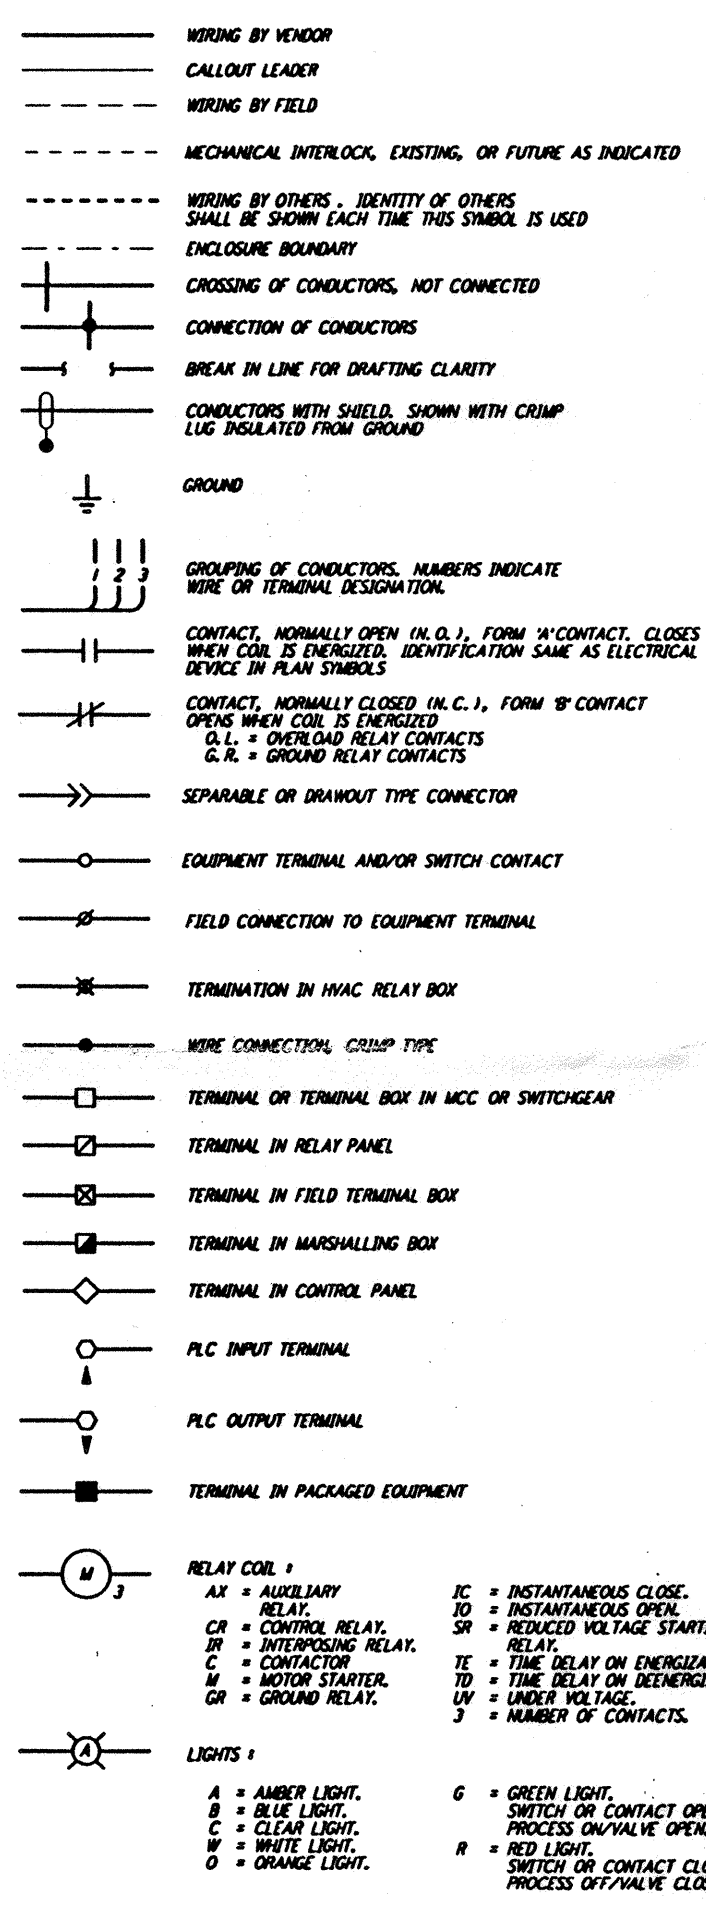 WIRING BY VENDOR
CALLOUT LEADER
WIRING BY FIELD
MECHANICAL INTERLOCK, EXISTING, OR FUTURE AS INDICATED
WIRING BY OTHERS. IDENTITY OF OTHERS
SHALL BE SHOWN EACH TIME THIS SYMBOL IS USED
ENCLOSURE BOUNDARY
CROSSING OF CONDUCTORS, NOT CONNECTED
CONNECTION OF CONDUCTORS
BREAK IN LINE FOR DRAFTING CLARITY
CONDUCTORS WITH SHIELD. SHOWN WITH CRIMP
LUG INSULATED FROM GROUND
GROUND
1 2 3
GROUPING OF CONDUCTORS. NUMBERS INDICATE
WIRE OR TERMINAL DESIGNATION.
CONTACT, NORMALLY OPEN (N.O.), FORM 'A' CONTACT. CLOSES
WHEN COIL IS ENERGIZED. IDENTIFICATION SAME AS ELECTRICAL
DEVICE IN PLAN SYMBOLS
CONTACT, NORMALLY CLOSED (N.C.), FORM 'B' CONTACT
OPENS WHEN COIL IS ENERGIZED
O.L. = OVERLOAD RELAY CONTACTS
G.R. = GROUND RELAY CONTACTS
SEPARABLE OR DRAWOUT TYPE CONNECTOR
EQUIPMENT TERMINAL AND/OR SWITCH CONTACT
FIELD CONNECTION TO EQUIPMENT TERMINAL
TERMINATION IN HVAC RELAY BOX
WIRE CONNECTION, CRIMP TYPE
TERMINAL OR TERMINAL BOX IN MCC OR SWITCHGEAR
TERMINAL IN RELAY PANEL
TERMINAL IN FIELD TERMINAL BOX
TERMINAL IN MARSHALLING BOX
TERMINAL IN CONTROL PANEL
PLC INPUT TERMINAL
PLC OUTPUT TERMINAL
TERMINAL IN PACKAGED EQUIPMENT
M 3
RELAY COIL :
AX = AUXILIARY
RELAY.
CR = CONTROL RELAY.
IR = INTERPOSING RELAY.
C = CONTACTOR
M = MOTOR STARTER.
GR = GROUND RELAY.
IC = INSTANTANEOUS CLOSE.
IO = INSTANTANEOUS OPEN.
SR = REDUCED VOLTAGE START
RELAY.
TE = TIME DELAY ON ENERGIZA
TD = TIME DELAY ON DEENERGI
UV = UNDER VOLTAGE.
3 = NUMBER OF CONTACTS.
A
LIGHTS :
A = AMBER LIGHT.
B = BLUE LIGHT.
C = CLEAR LIGHT.
W = WHITE LIGHT.
O = ORANGE LIGHT.
G = GREEN LIGHT.
SWITCH OR CONTACT OPE
PROCESS ON/VALVE OPEN.
R = RED LIGHT.
SWITCH OR CONTACT CLO
PROCESS OFF/VALVE CLOS